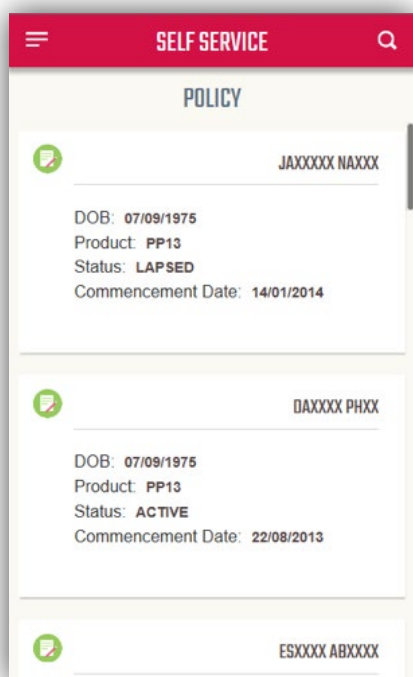 SELF SERVICE
POLICY
JAXXXXX NAXXX
DOB: 07/09/1975
Product: PP13
Status: LAPSED
Commencement Date: 14/01/2014
DAXXXX PHXX
DOB: 07/09/1975
Product: PP13
Status: ACTIVE
Commencement Date: 22/08/2013
ESXXXX ABXXXX